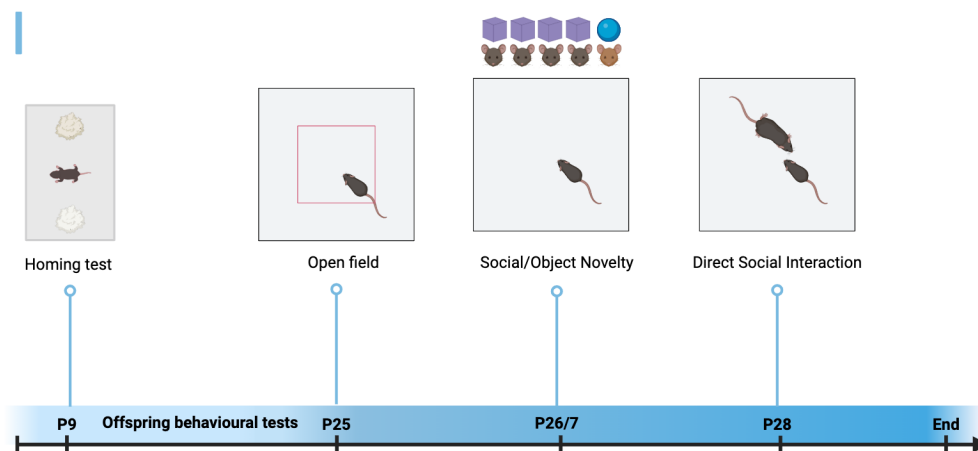 Homing test
Open field
Social/Object Novelty
Direct Social Interaction
P9
Offspring behavioural tests
P25
P26/7
P28
End